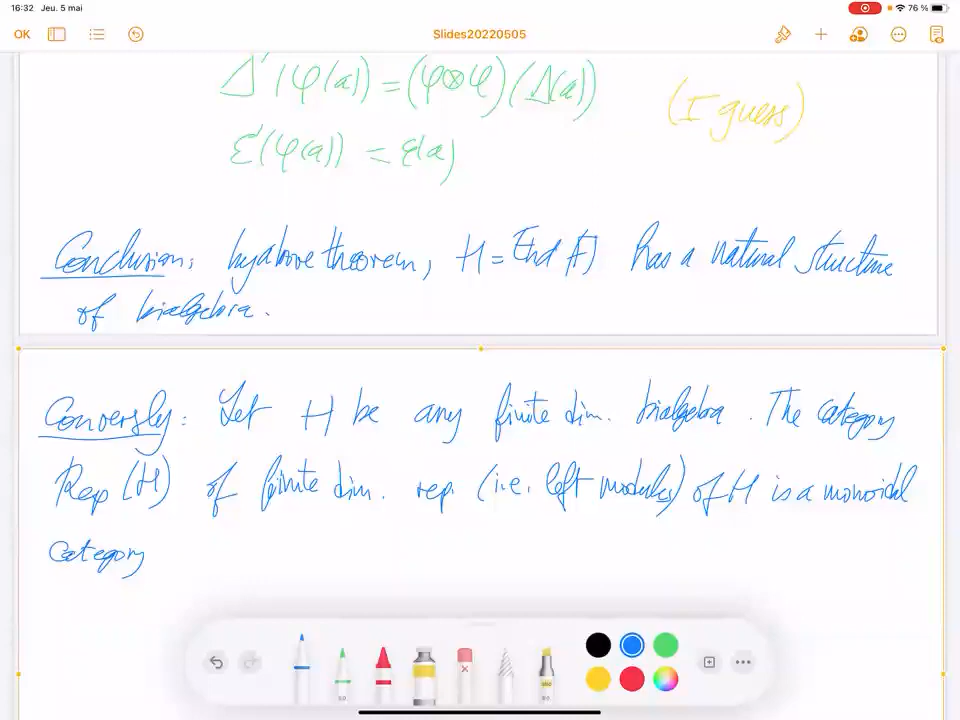 16:32 Jeu. 5 mai 76 %
OK Slides20220505
Δ'(φ(a)) = (φ⊗φ)(Δ(a))
(I guess)
ε'(φ(a)) = ε(a)
Conclusion: by above theorem, H = End(F) has a natural structure
of bialgebra.
Conversly: Let H be any finite dim. bialgebra. The category
Rep(H) of finite dim. rep. (i.e. left modules) of H is a monoidal
category